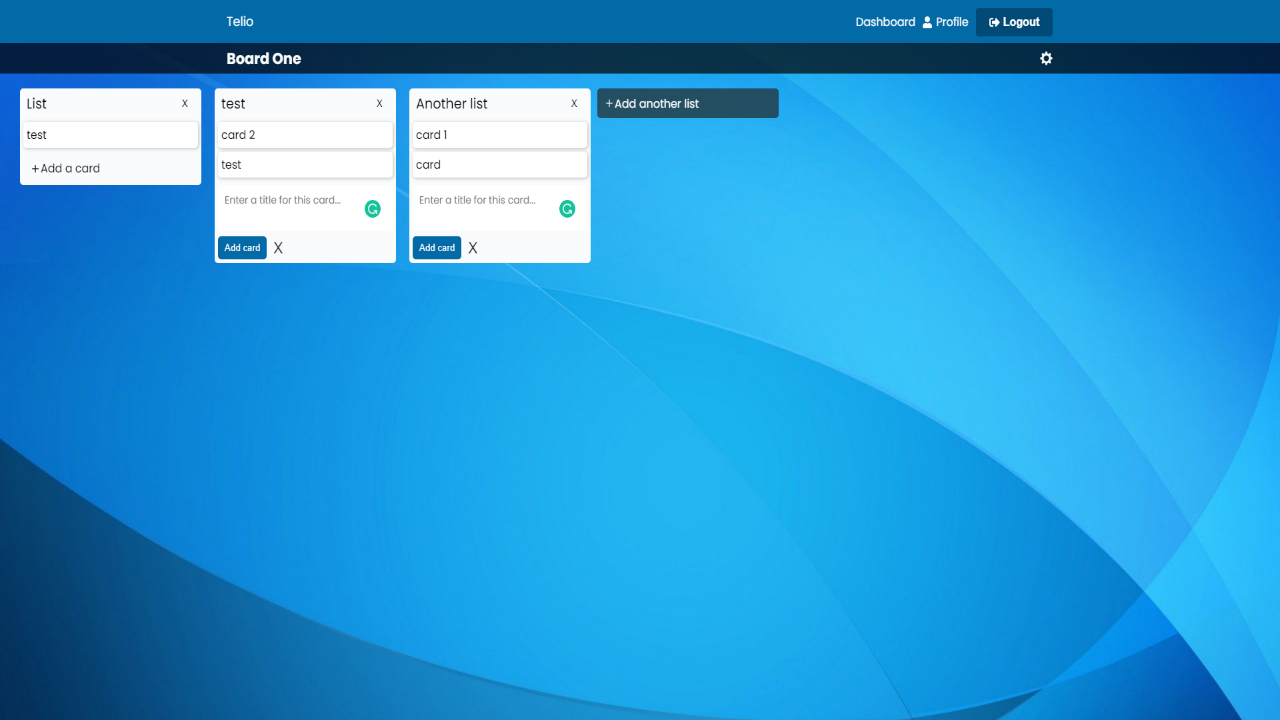 Telio
Dashboard Profile Logout
Board One
List X
test
+Add a card
test X
card 2
test
Enter a title for this card...
Add card X
Another list X
card 1
card
Enter a title for this card...
Add card X
+Add another list